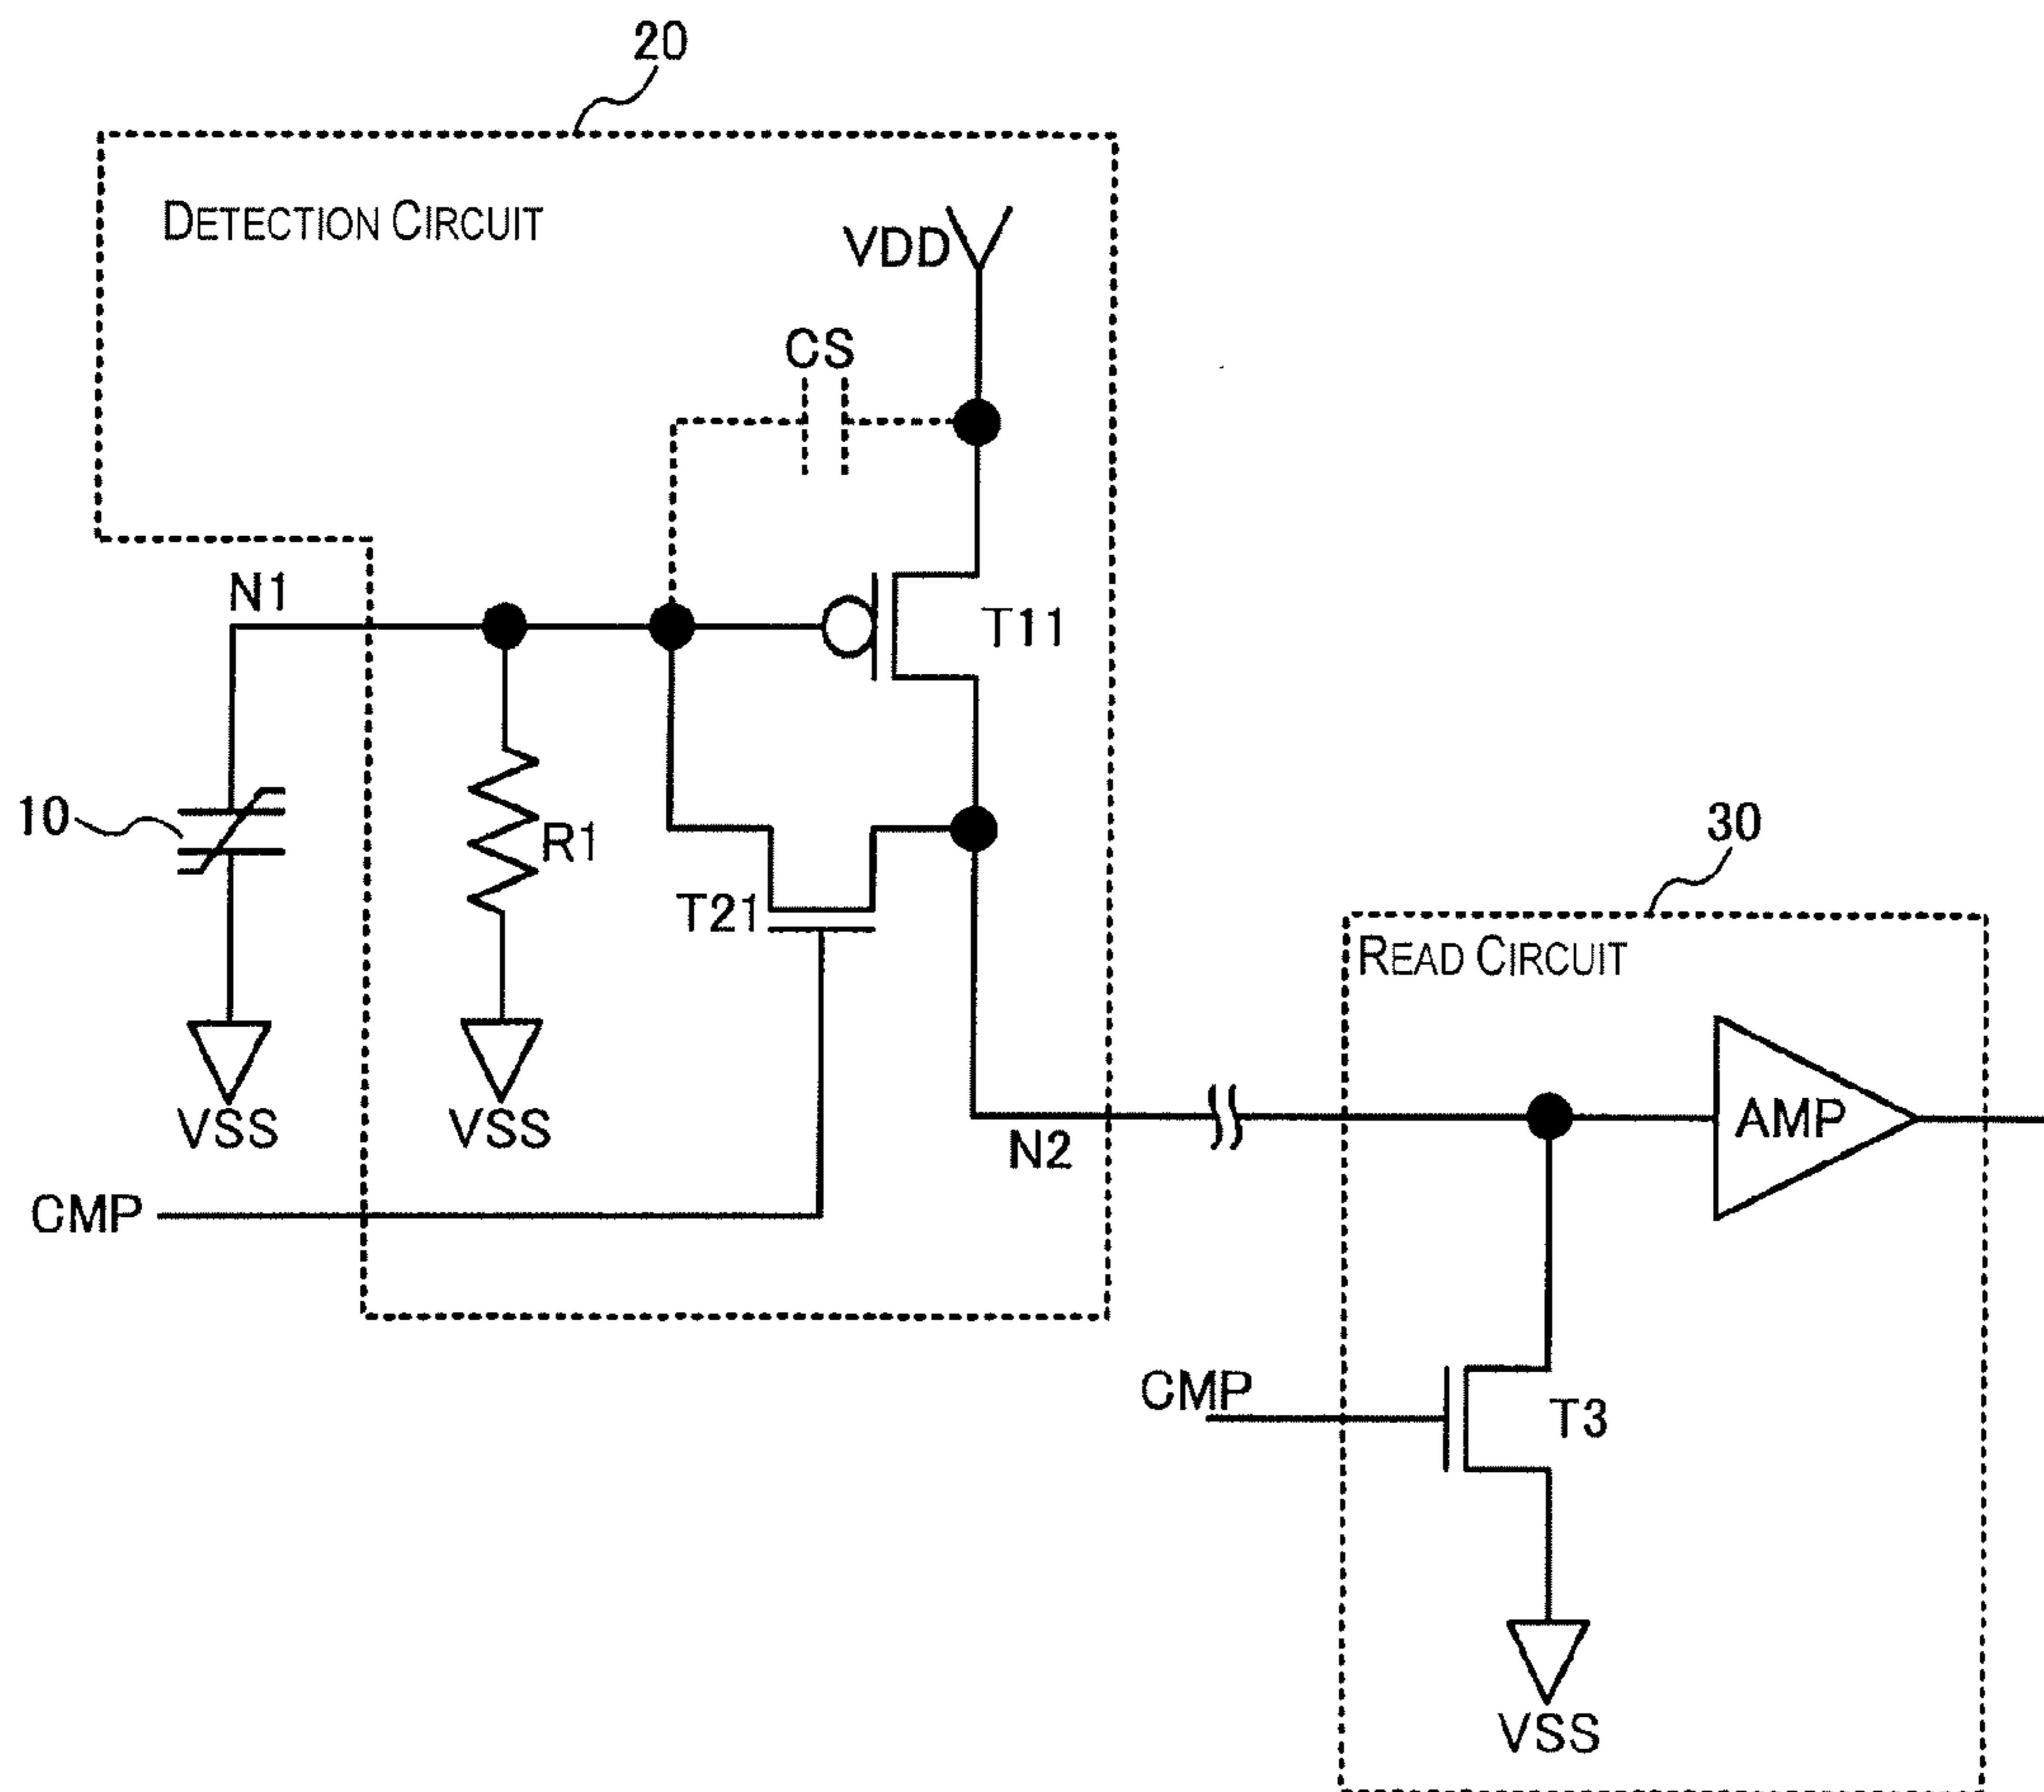 20
DETECTION CIRCUIT
VDD
CS
N1
T11
10
R1
T21
30
READ CIRCUIT
VSS
VSS
N2
AMP
CMP
CMP
T3
VSS